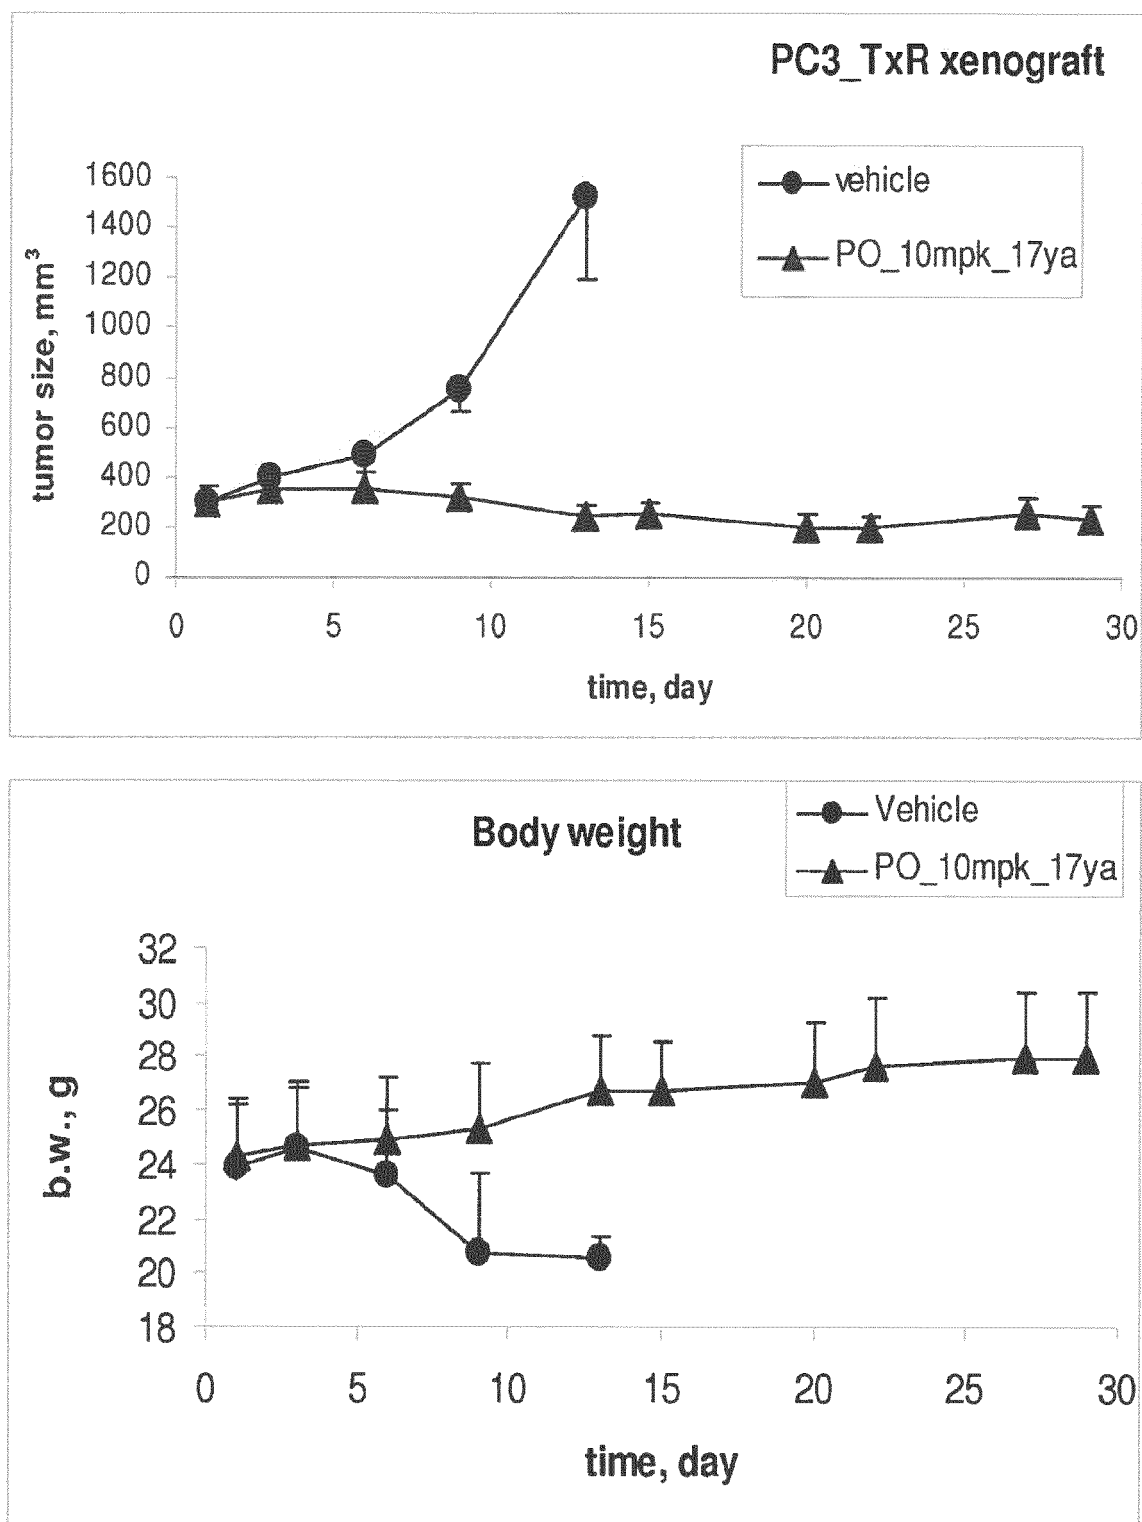 PC3_TxR xenograft
vehicle
PO_10mpk_17ya
1600
1400
1200
1000
800
600
400
200
0
tumor size, mm³
0 5 10 15 20 25 30
time, day
Body weight
Vehicle
PO_10mpk_17ya
32
30
28
26
24
22
20
18
b.w., g
0 5 10 15 20 25 30
time, day